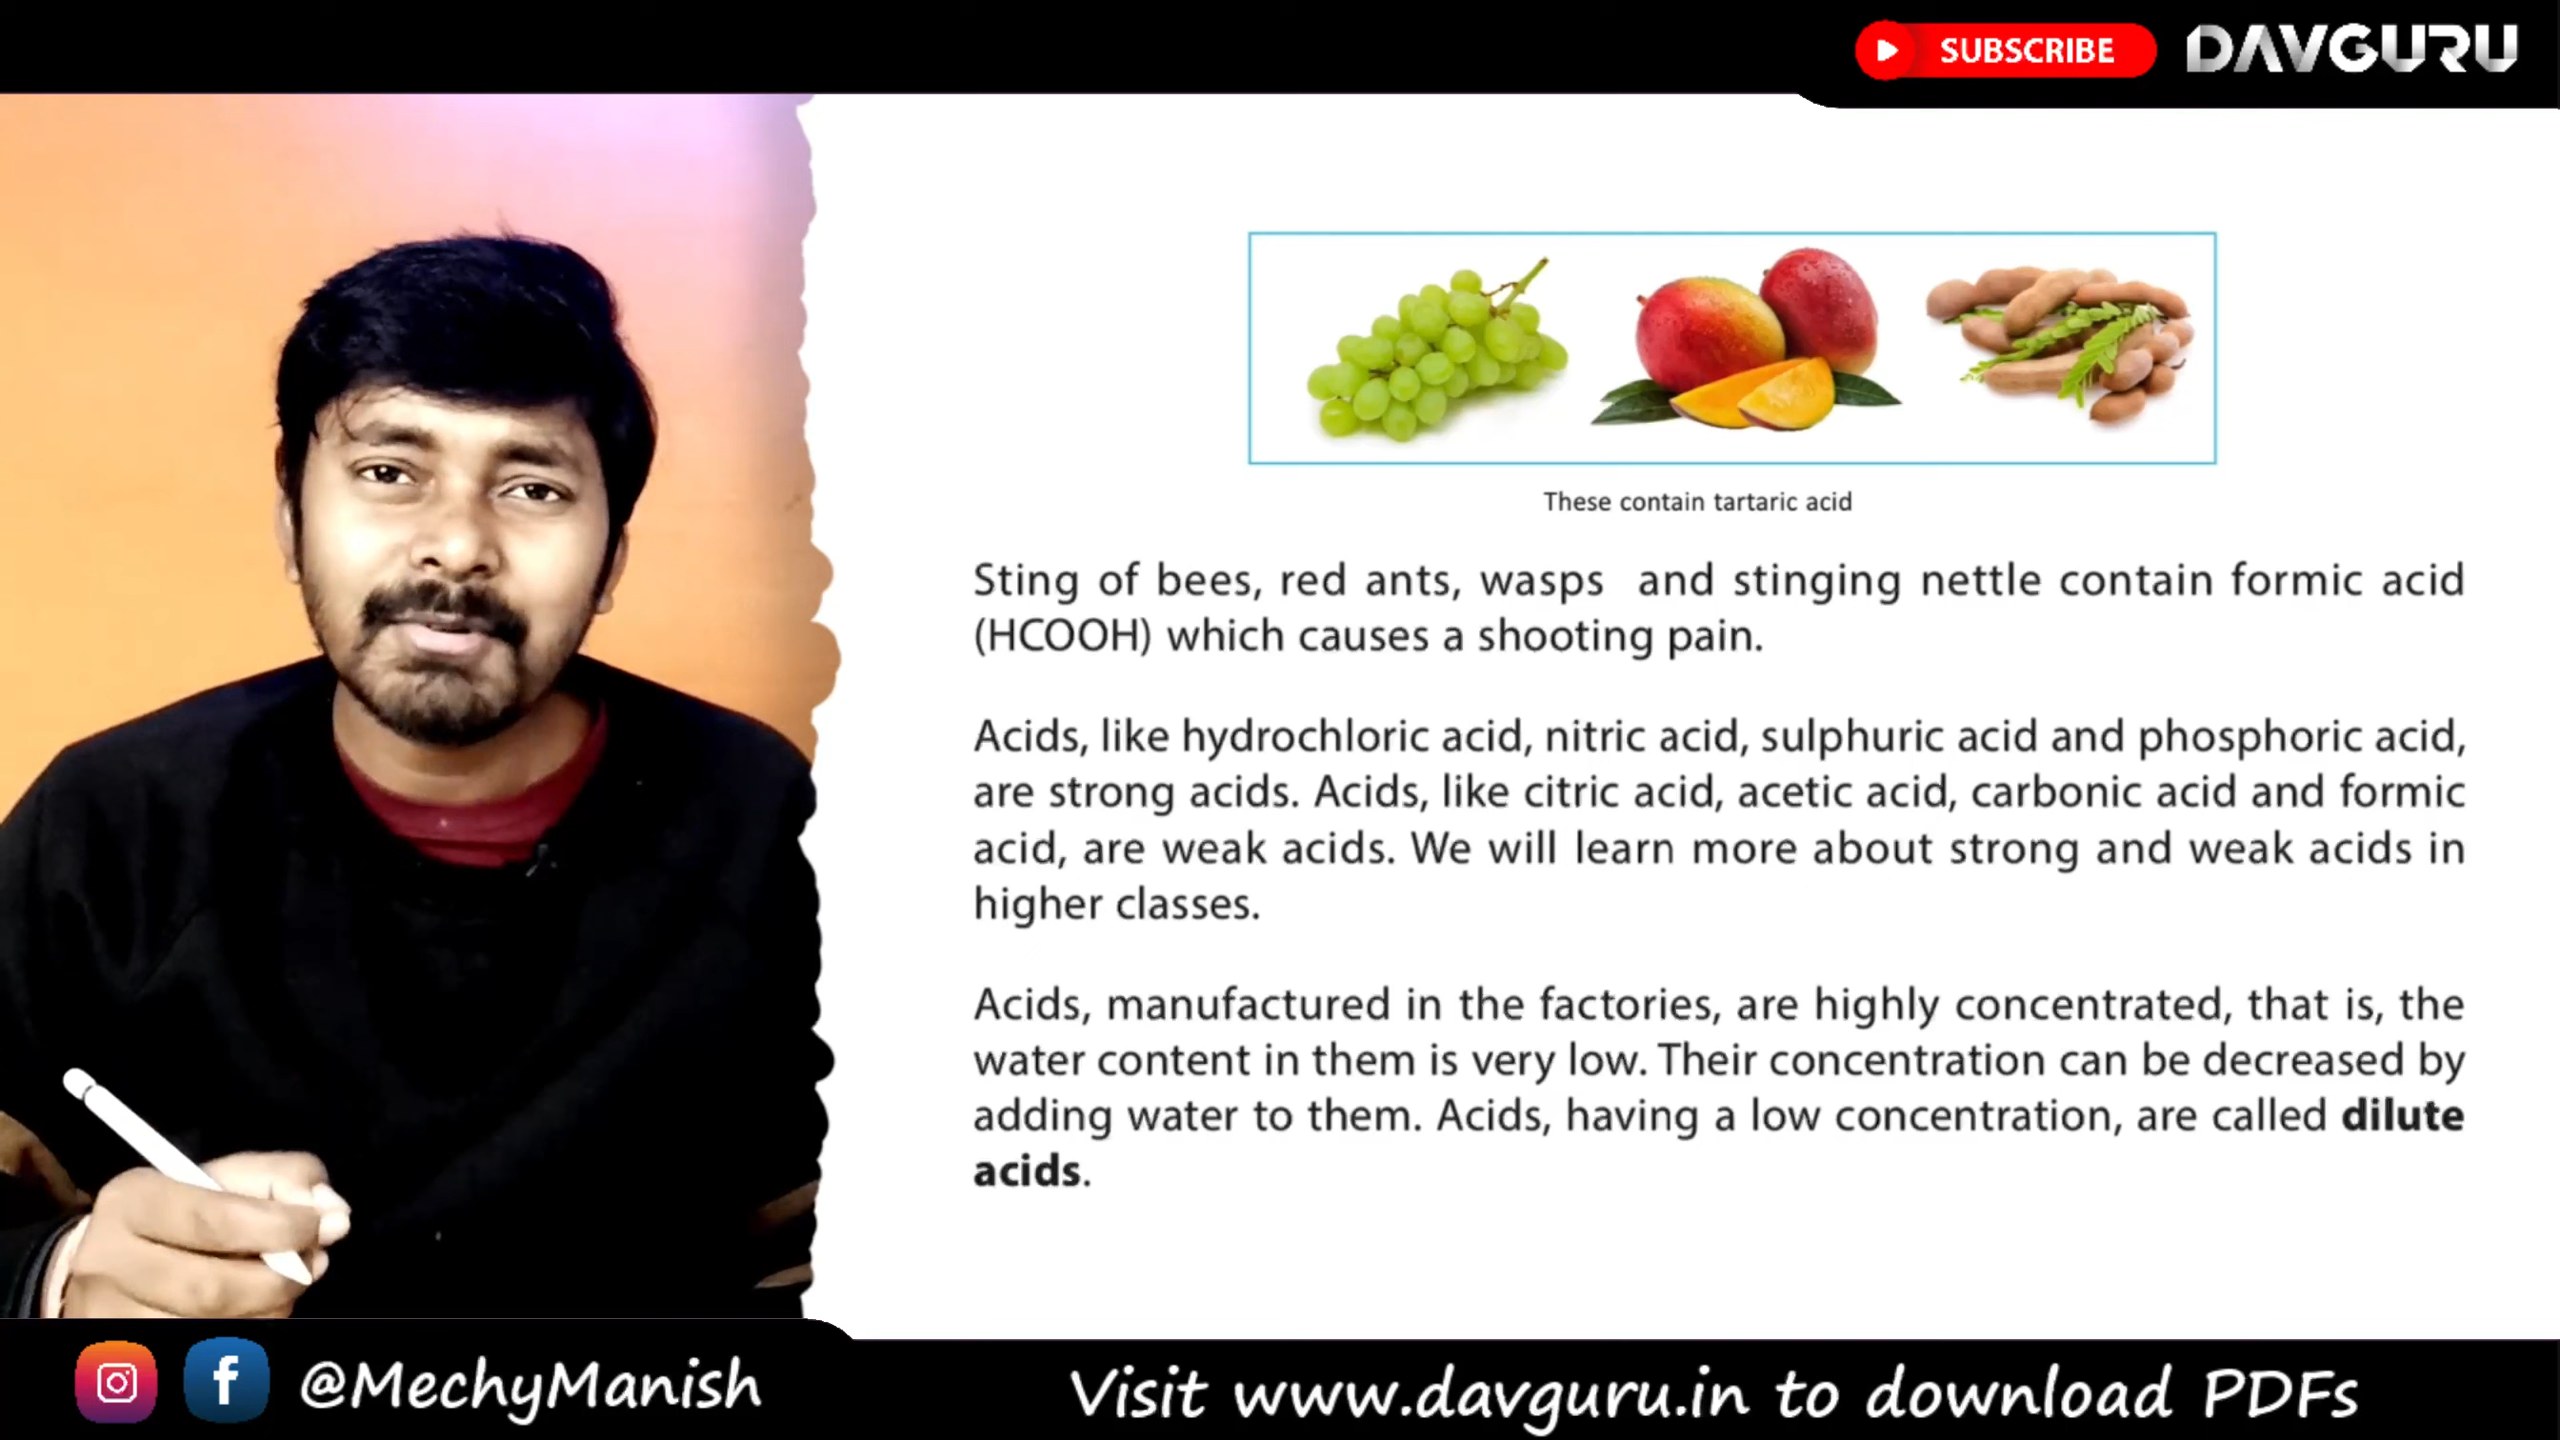 SUBSCRIBE DAVGURU
These contain tartaric acid
Sting of bees, red ants, wasps and stinging nettle contain formic acid
(HCOOH) which causes a shooting pain.
Acids, like hydrochloric acid, nitric acid, sulphuric acid and phosphoric acid,
are strong acids. Acids, like citric acid, acetic acid, carbonic acid and formic
acid, are weak acids. We will learn more about strong and weak acids in
higher classes.
Acids, manufactured in the factories, are highly concentrated, that is, the
water content in them is very low. Their concentration can be decreased by
adding water to them. Acids, having a low concentration, are called dilute
acids.
@MechyManish
Visit www.davguru.in to download PDFs